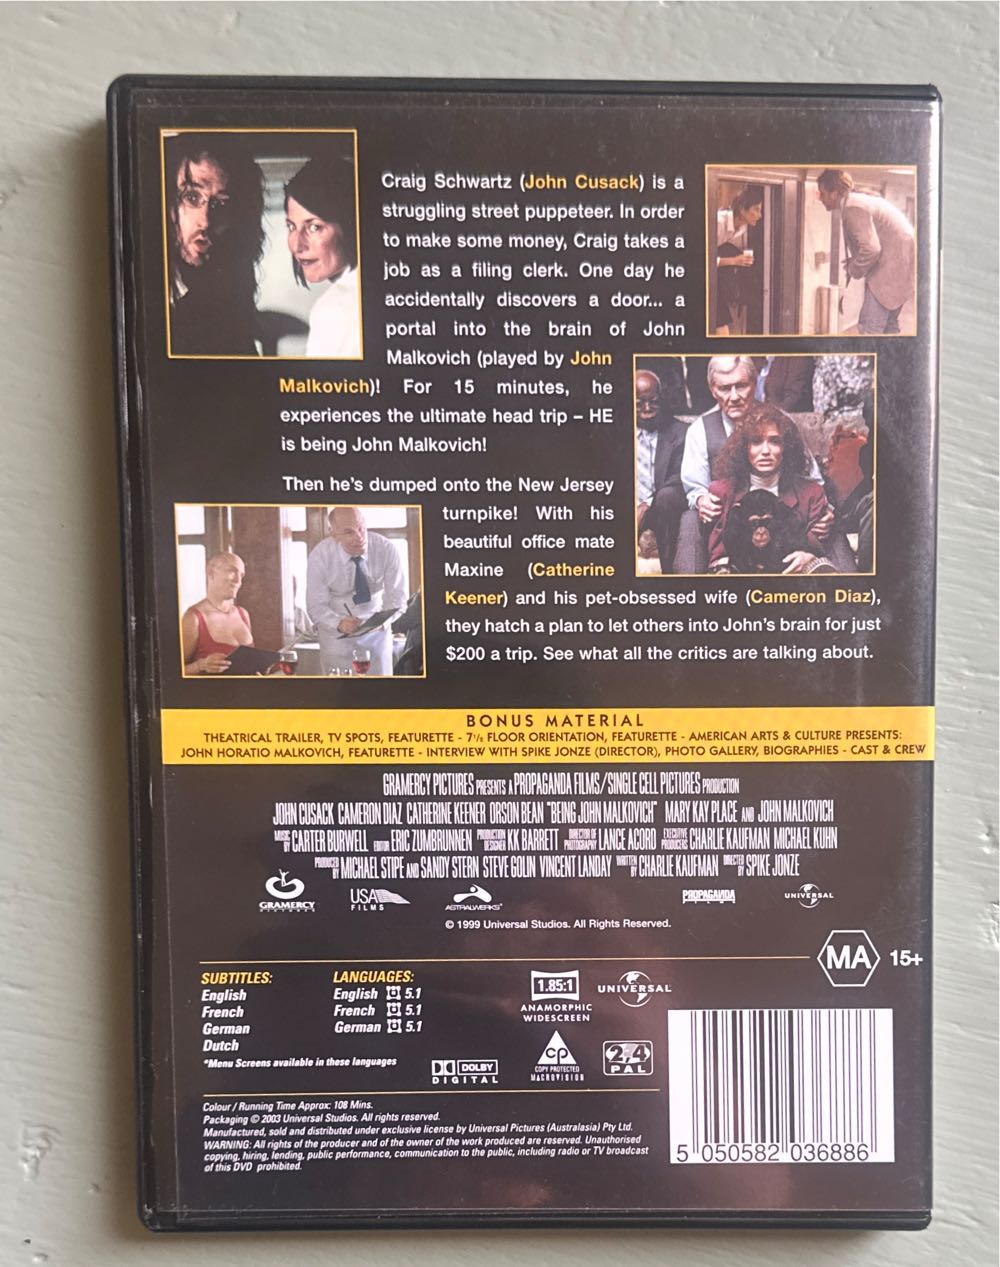 Craig Schwartz (John Cusack) is a
struggling street puppeteer. In order
to make some money, Craig takes a
job as a filing clerk. One day he
accidentally discovers a door... a
portal into the brain of John
Malkovich (played by John
Malkovich)! For 15 minutes, he
experiences the ultimate head trip – HE
is being John Malkovich!
Then he's dumped onto the New Jersey
turnpike! With his
beautiful office mate
Maxine (Catherine
Keener) and his pet-obsessed wife (Cameron Diaz),
they hatch a plan to let others into John's brain for just
$200 a trip. See what all the critics are talking about.
BONUS MATERIAL
THEATRICAL TRAILER, TV SPOTS, FEATURETTE - 7½ FLOOR ORIENTATION, FEATURETTE - AMERICAN ARTS & CULTURE PRESENTS:
JOHN HORATIO MALKOVICH, FEATURETTE - INTERVIEW WITH SPIKE JONZE (DIRECTOR), PHOTO GALLERY, BIOGRAPHIES - CAST & CREW
GRAMERCY PICTURES PRESENTS A PROPAGANDA FILMS/SINGLE CELL PICTURES PRODUCTION
JOHN CUSACK CAMERON DIAZ CATHERINE KEENER ORSON BEAN "BEING JOHN MALKOVICH" MARY KAY PLACE AND JOHN MALKOVICH
MUSIC BY CARTER BURWELL EDITOR ERIC ZUMBRUNNEN PRODUCTION DESIGNER KK BARRETT DIRECTOR OF PHOTOGRAPHY LANCE ACORD EXECUTIVE PRODUCERS CHARLIE KAUFMAN MICHAEL KUHN
PRODUCED BY MICHAEL STIPE AND SANDY STERN STEVE GOLIN VINCENT LANDAY WRITTEN BY CHARLIE KAUFMAN DIRECTED BY SPIKE JONZE
GRAMERCY PICTURES
USA FILMS
ASTRALWERKS
PROPAGANDA FILMS
UNIVERSAL
© 1999 Universal Studios. All Rights Reserved.
MA 15+
SUBTITLES:
English
French
German
Dutch
*Menu Screens available in these languages
LANGUAGES:
English 5.1
French 5.1
German 5.1
1.85:1
ANAMORPHIC
WIDESCREEN
UNIVERSAL
DOLBY
DIGITAL
CP
COPY PROTECTED
MACROVISION
2,4
PAL
Colour / Running Time Approx: 108 Mins.
Packaging © 2003 Universal Studios. All rights reserved.
Manufactured, sold and distributed under exclusive license by Universal Pictures (Australasia) Pty Ltd.
WARNING: All rights of the producer and of the owner of the work produced are reserved. Unauthorised
copying, hiring, lending, public performance, communication to the public, including radio or TV broadcast
of this DVD prohibited.
5 050582 036886